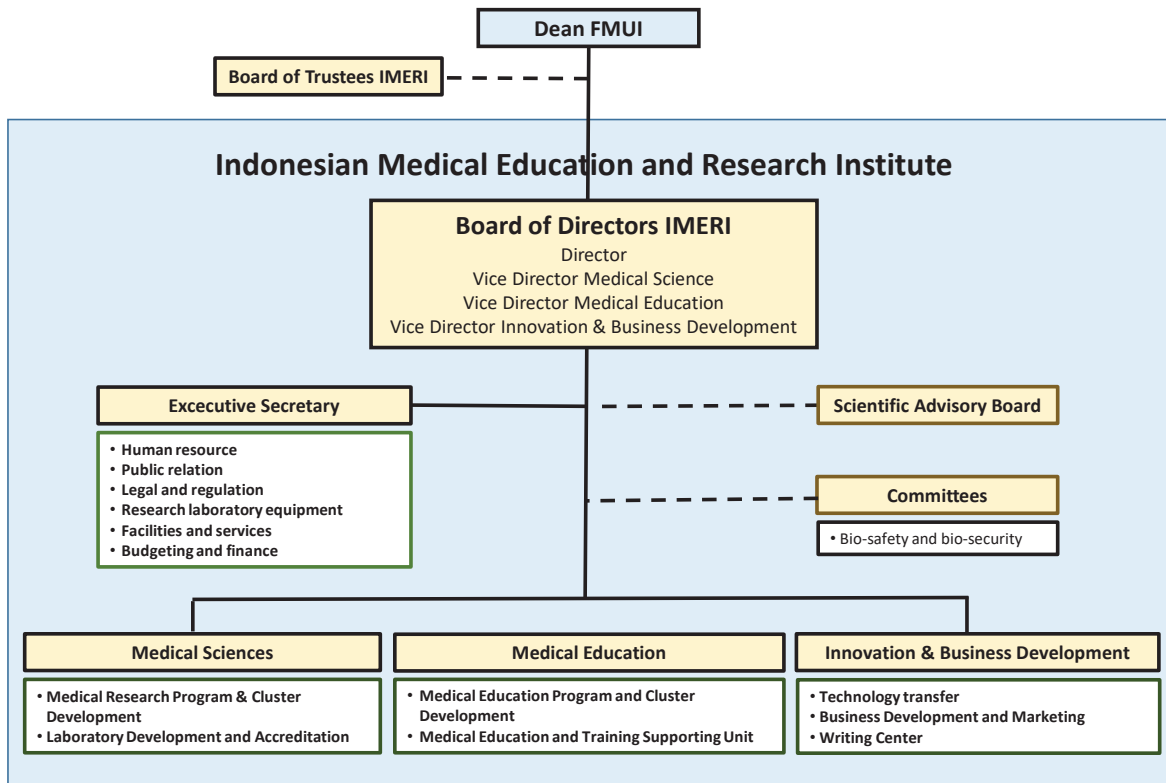 Dean FMUI
Board of Trustees IMERI
Indonesian Medical Education and Research Institute
Board of Directors IMERI
Director
Vice Director Medical Science
Vice Director Medical Education
Vice Director Innovation & Business Development
Excecutive Secretary
• Human resource
• Public relation
• Legal and regulation
• Research laboratory equipment
• Facilities and services
• Budgeting and finance
Scientific Advisory Board
Committees
• Bio-safety and bio-security
Medical Sciences
• Medical Research Program & Cluster
Development
• Laboratory Development and Accreditation
Medical Education
• Medical Education Program and Cluster
Development
• Medical Education and Training Supporting Unit
Innovation & Business Development
• Technology transfer
• Business Development and Marketing
• Writing Center